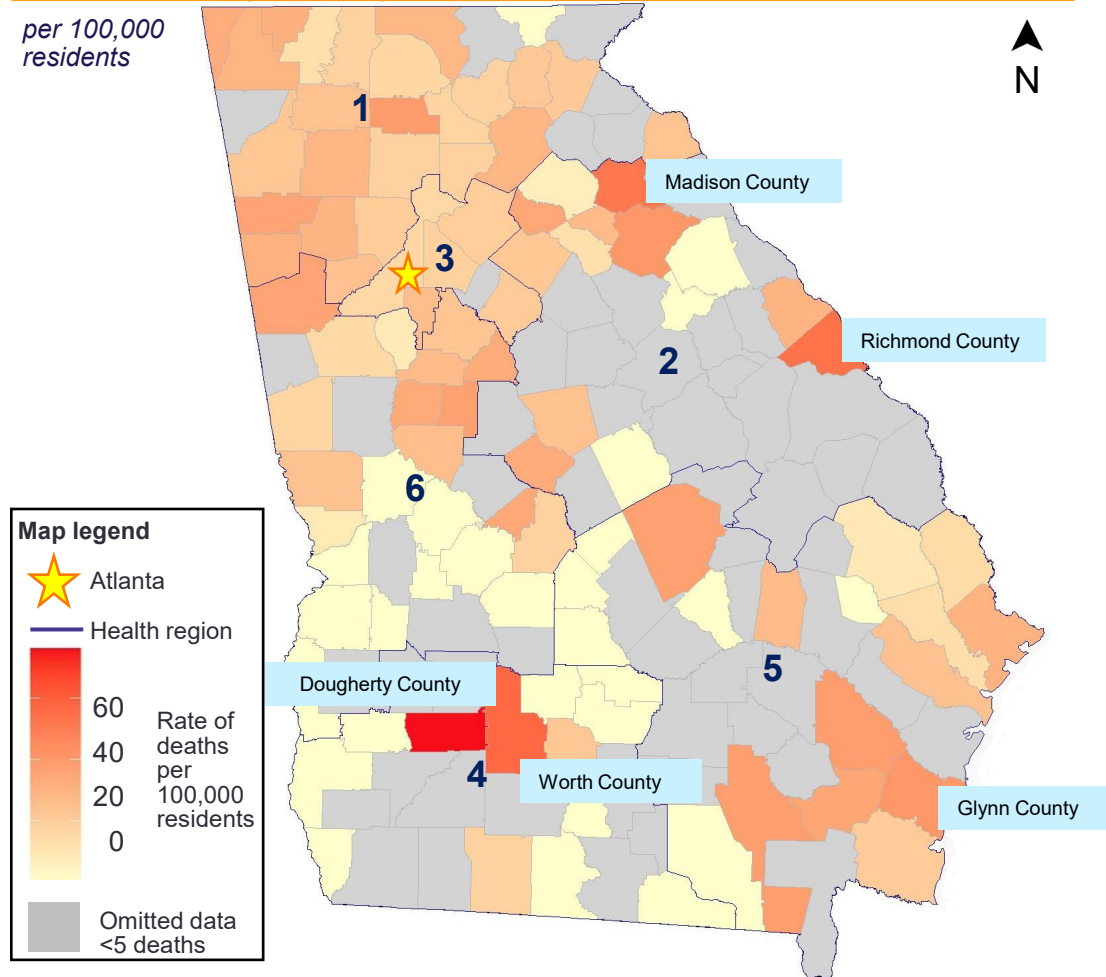 per 100,000
residents
N
1
Madison County
3
Richmond County
2
6
Map legend
Atlanta
Health region
60
40
20
0
Rate of
deaths
per
100,000
residents
Omitted data
<5 deaths
5
Dougherty County
4
Worth County
Glynn County